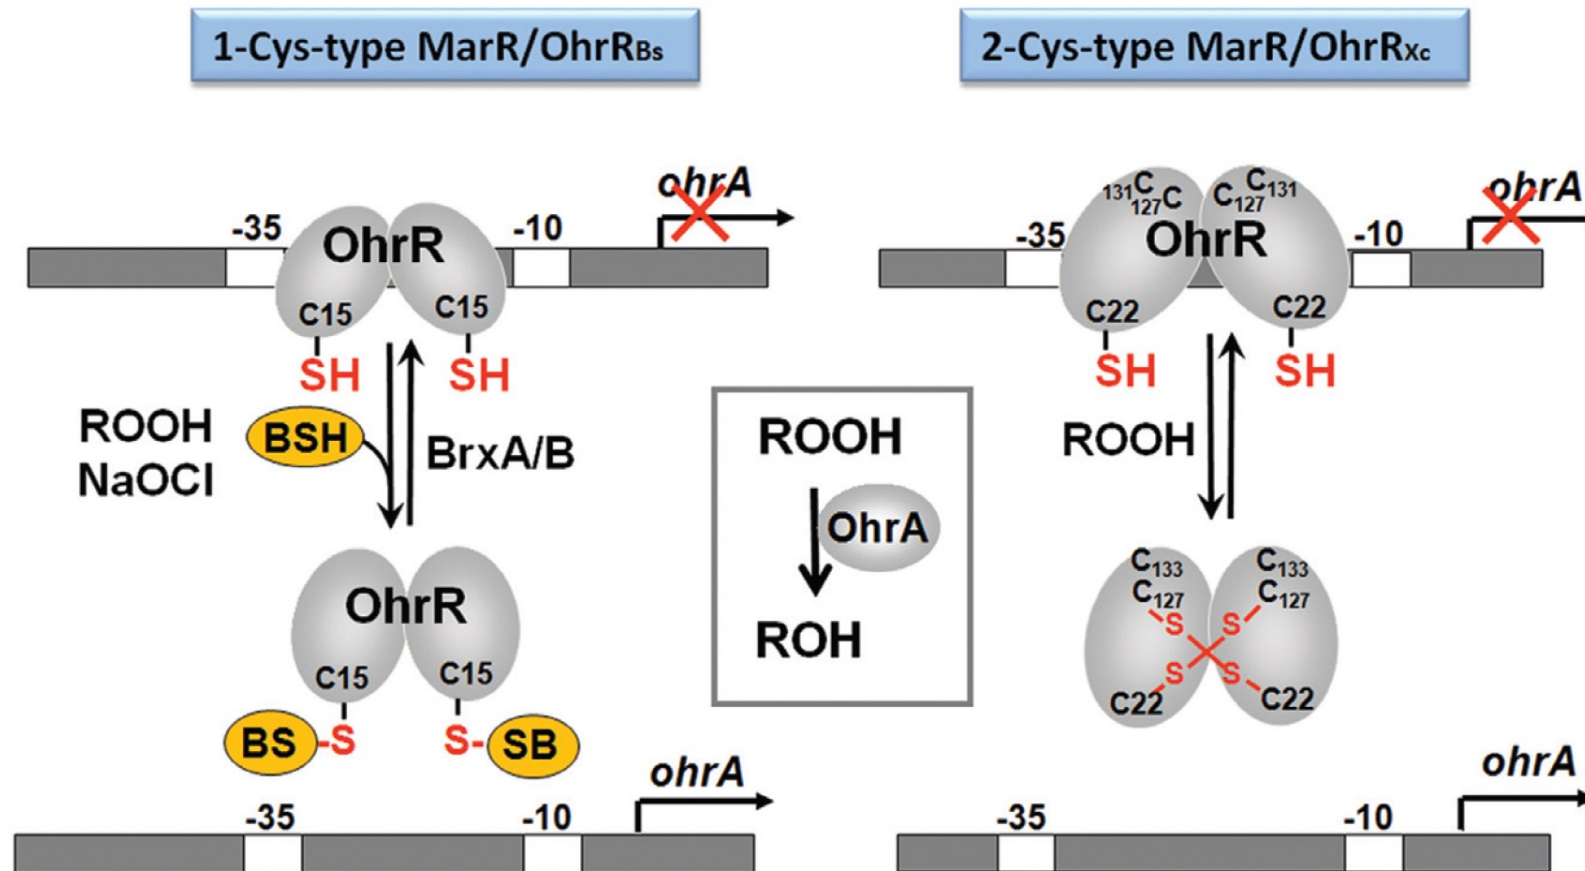 1-Cys-type MarR/OhrRBs
2-Cys-type MarR/OhrRXc
ohrA
-35
OhrR
-10
C15
C15
SH
SH
ROOH
NaOCl
BSH
BrxA/B
OhrR
C15
C15
BS
-S
S-
SB
ohrA
-35
-10
ROOH
OhrA
ROH
ohrA
131C
127C
C131
C127
-35
OhrR
-10
C22
C22
SH
SH
ROOH
C133
C133
C127
C127
S
S
S
S
C22
C22
ohrA
-35
-10